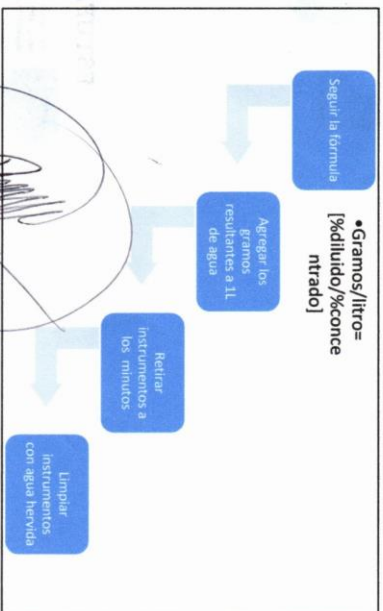 Seguir la fórmula
•Gramos/litro=
[%diluido/%conce
ntrado]
Agregar los
gramos
resultantes a 1L
de agua
Retirar
instrumentos a
los minutos
Limpiar
instrumentos
con agua hervida